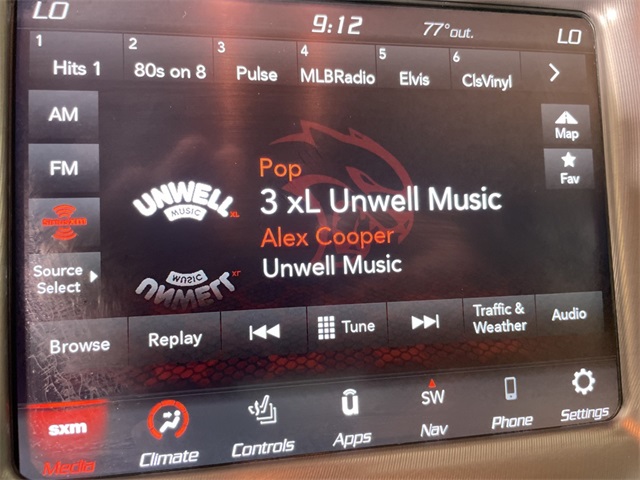 LO 9:12 77° out. LO
1 2 3 4 5 6
Hits 1 80s on 8 Pulse MLBRadio Elvis ClsVinyl
AM
FM
Source
Select
Map
Fav
UNWELL
MUSIC XL
Pop
3 xL Unwell Music
Alex Cooper
Unwell Music
Browse Replay Tune Traffic &
Weather Audio
sxm
Media Climate Controls
u
Apps
SW
Nav Phone Settings